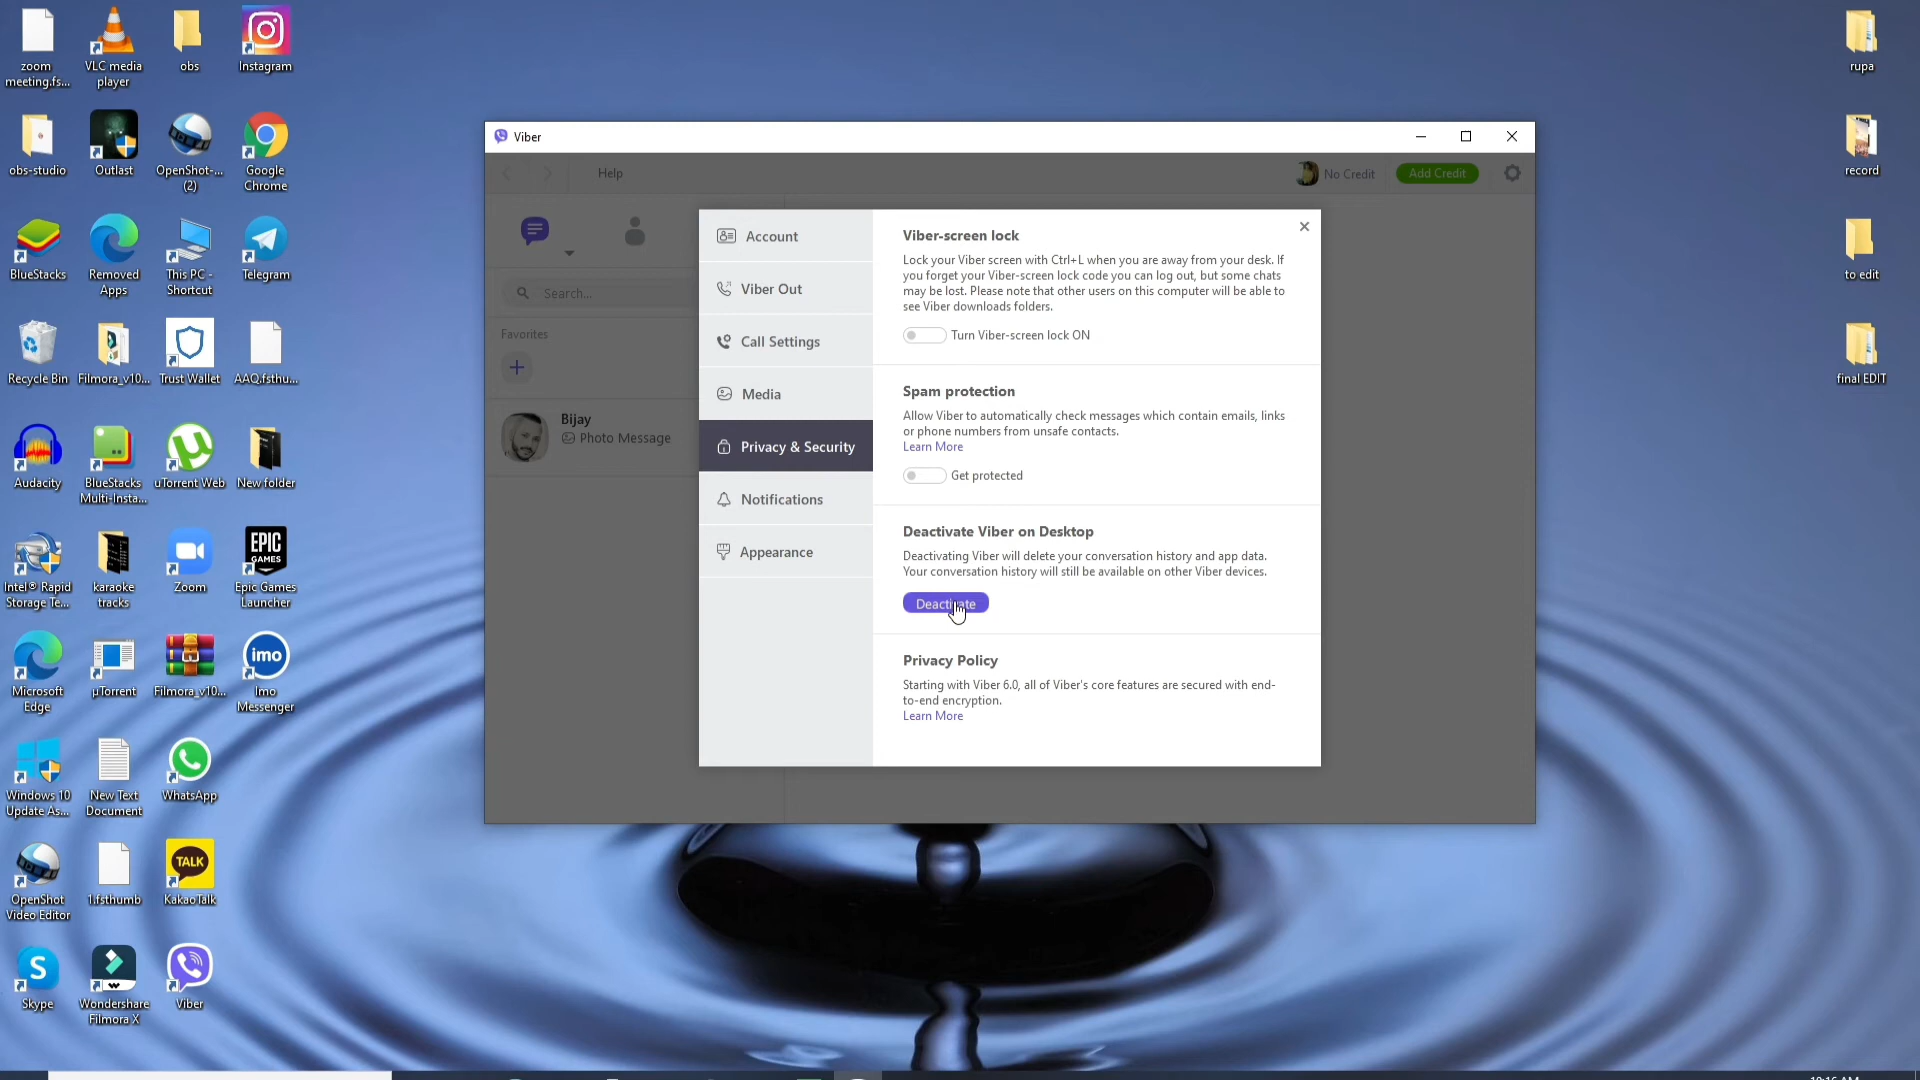 zoom
meeting.fs...
VLC media
player
obs
Instagram
rupa
obs-studio
Outlast
OpenShot-...
(2)
Google
Chrome
record
BlueStacks
Removed
Apps
This PC -
Shortcut
Telegram
to edit
Recycle Bin
Filmora_v10...
Trust Wallet
AAQ.fsthu...
final EDIT
Audacity
BlueStacks
Multi-Insta...
uTorrent Web
New folder
Intel® Rapid
Storage Te...
karaoke
tracks
Zoom
EPIC
GAMES
Epic Games
Launcher
Microsoft
Edge
µTorrent
Filmora_v10...
imo
Imo
Messenger
Windows 10
Update As...
New Text
Document
WhatsApp
OpenShot
Video Editor
1.fsthumb
TALK
KakaoTalk
Skype
Wondershare
Filmora X
Viber
Viber
Help
No Credit
Add Credit
Search...
Favorites
Bijay
Photo Message
Account
Viber Out
Call Settings
Media
Privacy & Security
Notifications
Appearance
Viber-screen lock
Lock your Viber screen with Ctrl+L when you are away from your desk. If
you forget your Viber-screen lock code you can log out, but some chats
may be lost. Please note that other users on this computer will be able to
see Viber downloads folders.
Turn Viber-screen lock ON
Spam protection
Allow Viber to automatically check messages which contain emails, links
or phone numbers from unsafe contacts.
Learn More
Get protected
Deactivate Viber on Desktop
Deactivating Viber will delete your conversation history and app data.
Your conversation history will still be available on other Viber devices.
Deactivate
Privacy Policy
Starting with Viber 6.0, all of Viber's core features are secured with end-
to-end encryption.
Learn More